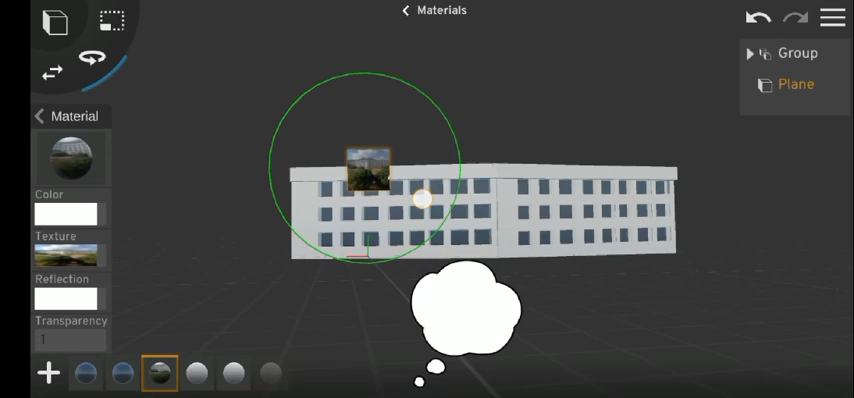 Materials
Group
Plane
Material
Color
Texture
Reflection
Transparency
1